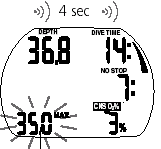 4 sec
DEPTH DIVE TIME
36,8 14:
NO STOP
7:
CNS O₂%
35.0 MAX. 3%